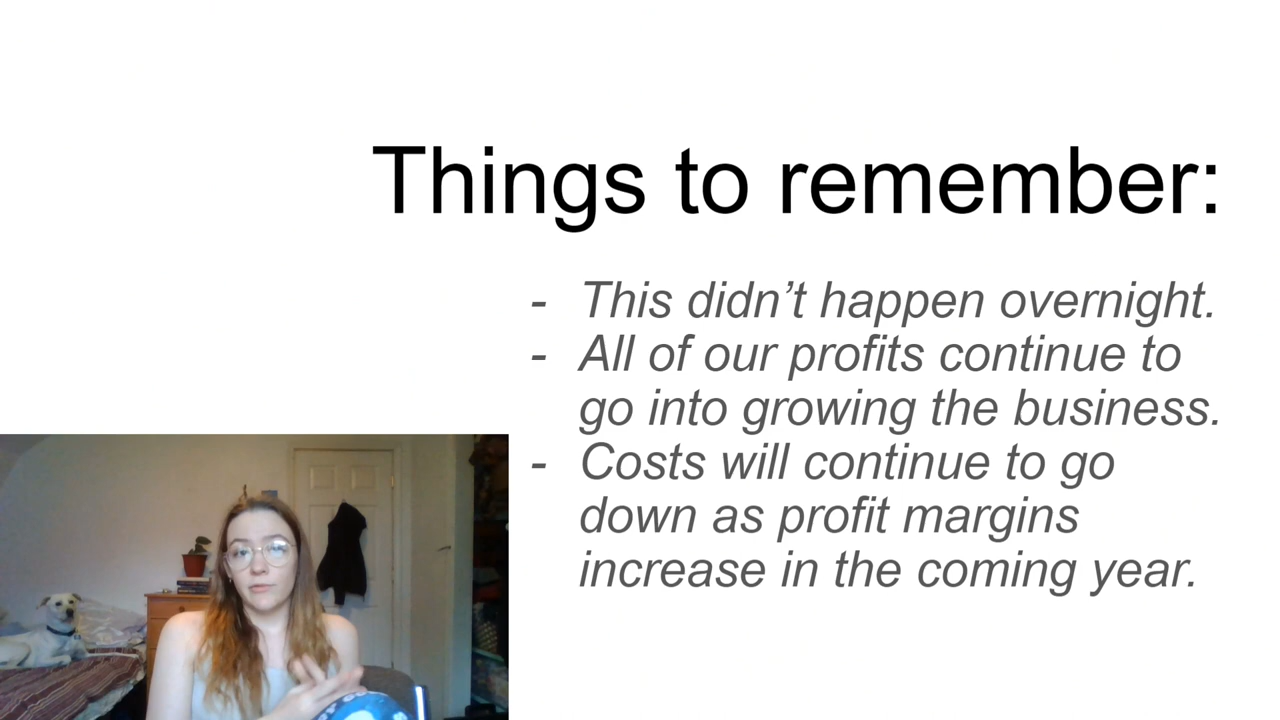 Things to remember:
- This didn’t happen overnight.
- All of our profits continue to
go into growing the business.
- Costs will continue to go
down as profit margins
increase in the coming year.